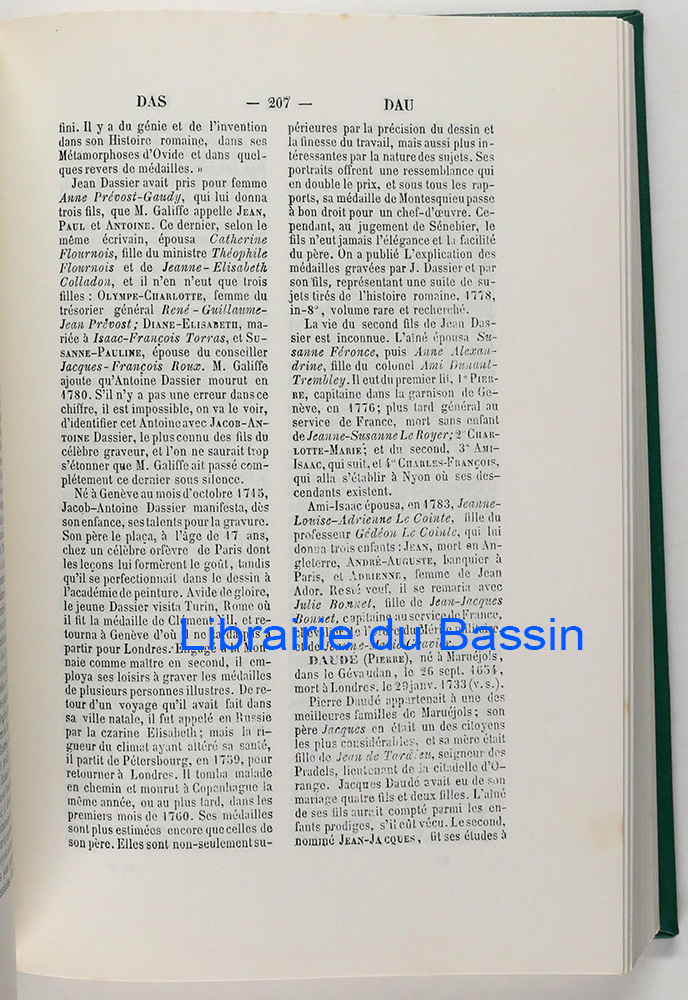 DAS — 207 — DAU
fini. Il y a du génie et de l'invention
dans son Histoire romaine, dans ses
Métamorphoses d'Ovide et dans quel-
ques revers de médailles. »
Jean Dassier avait pris pour femme
Anne Prévost-Gaudy, qui lui donna
trois fils, que M. Galiffe appelle JEAN,
PAUL et ANTOINE. Ce dernier, selon le
même écrivain, épousa Catherine
Flournois, fille du ministre Théophile
Flournois et de Jeanne-Elisabeth
Colladon, et il n'en n'eut que trois
filles : OLYMPE-CHARLOTTE, femme du
trésorier général René-Guillaume-
Jean Prévost; DIANE-ELISABETH, ma-
riée à Isaac-François Torras, et SU-
SANNE-PAULINE, épouse du conseiller
Jacques-François Roux. M. Galiffe
ajoute qu'Antoine Dassier mourut en
1780. S'il n'y a pas une erreur dans ce
chiffre, il est impossible, on va le voir,
d'identifier cet Antoine avec JACOB-AN-
TOINE Dassier, le plus connu des fils du
célèbre graveur, et l'on ne saurait trop
s'étonner que M. Galiffe ait passé com-
plétement ce dernier sous silence.
Né à Genève au mois d'octobre 1715,
Jacob-Antoine Dassier manifesta, dès
son enfance, ses talents pour la gravure.
Son père le plaça, à l'âge de 17 ans,
chez un célèbre orfèvre de Paris dont
les leçons lui formèrent le goût, tandis
qu'il se perfectionnait dans le dessin à
l'académie de peinture. Avide de gloire,
le jeune Dassier visita Turin, Rome où
il fit la médaille de Clément XII, et re-
tourna à Genève d'où il ne tarda pas à
partir pour Londres. Engagé à la Mon-
naie comme maître en second, il em-
ploya ses loisirs à graver les médailles
de plusieurs personnes illustres. De re-
tour d'un voyage qu'il avait fait dans
sa ville natale, il fut appelé en Russie
par la czarine Elisabeth; mais la ri-
gueur du climat ayant altéré sa santé,
il partit de Pétersbourg, en 1759, pour
retourner à Londres. Il tomba malade
en chemin et mourut à Copenhague la
même année, ou au plus tard, dans les
premiers mois de 1760. Ses médailles
sont plus estimées encore que celles de
son père. Elles sont non-seulement su-
périeures par la précision du dessin et
la finesse du travail, mais aussi plus in-
téressantes par la nature des sujets. Ses
portraits offrent une ressemblance qui
en double le prix, et sous tous les rap-
ports, sa médaille de Montesquieu passe
à bon droit pour un chef-d'œuvre. Ce-
pendant, au jugement de Sénebier, le
fils n'eut jamais l'élégance et la facilité
du père. On a publié L'explication des
médailles gravées par J. Dassier et par
son fils, représentant une suite de su-
jets tirés de l'histoire romaine, 1778,
in-8°, volume rare et recherché.
La vie du second fils de Jean Das-
sier est inconnue. L'aîné épousa Su-
sanne Féronce, puis Anne Alexan-
drine, fille du colonel Ami Dunant-
Trembley. Il eut du premier lit, 1° PIER-
RE, capitaine dans la garnison de Ge-
nève, en 1776; plus tard général au
service de France, mort sans enfant
de Jeanne-Susanne Le Royer; 2° CHAR-
LOTTE-MARIE; et du second, 3° AMI-
ISAAC, qui suit, et 4° CHARLES-FRANÇOIS,
qui alla s'établir à Nyon où ses des-
cendants existent.
Ami-Isaac épousa, en 1783, Jeanne-
Louise-Adrienne Le Cointe, fille du
professeur Gédéon Le Cointe, qui lui
donna trois enfants : JEAN, mort en An-
gleterre, ANDRÉ-AUGUSTE, banquier à
Paris, et ADRIENNE, femme de Jean
Ador. Resté veuf, il se remaria avec
Julie Bonnet, fille de Jean-Jacques
Bonnet, capitaine au service de France,
Librairie du Bassin
DAUDÉ (PIERRE), né à Maruéjols,
dans le Gévaudan, le 26 sept. 1654,
mort à Londres, le 29 janv. 1733 (v. s.).
Pierre Daudé appartenait à une des
meilleures familles de Maruéjols; son
père Jacques en était un des citoyens
les plus considérables, et sa mère était
fille de Jean de Tardieu, seigneur des
Pradels, lieutenant de la citadelle d'O-
range. Jacques Daudé avait eu de son
mariage quatre fils et deux filles. L'aîné
de ses fils aurait compté parmi les en-
fants prodiges, s'il eût vécu. Le second,
nommé JEAN-JACQUES, fit ses études à